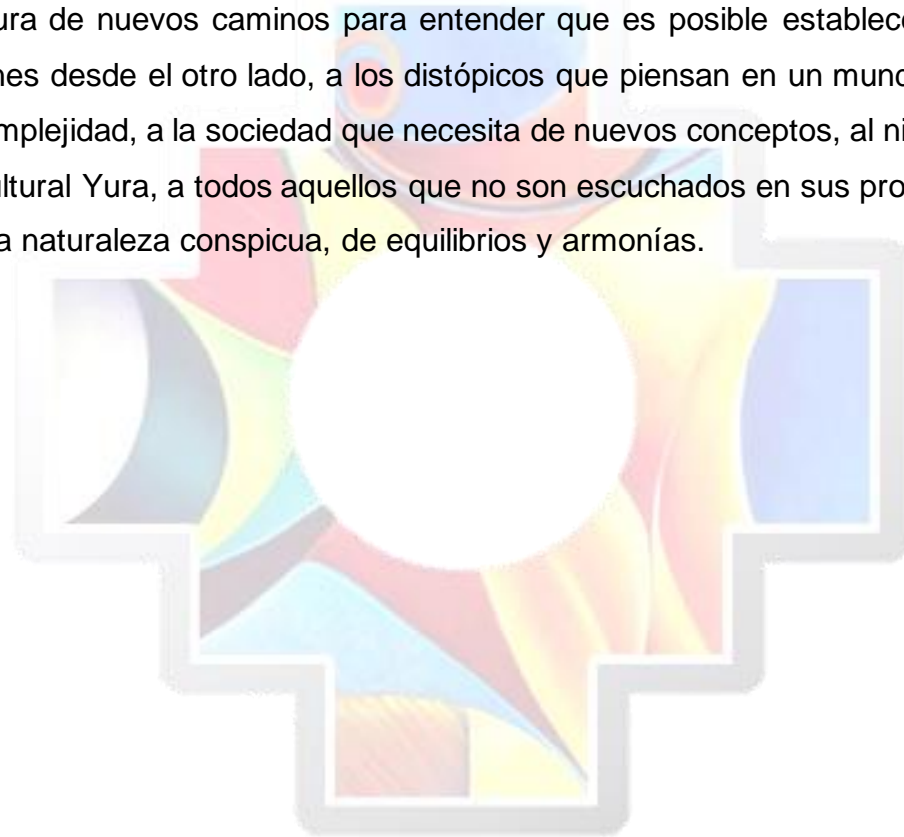 ura de nuevos caminos para entender que es posible establec
nes desde el otro lado, a los distópicos que piensan en un mund
mplejidad, a la sociedad que necesita de nuevos conceptos, al ni
ultural Yura, a todos aquellos que no son escuchados en sus pro
a naturaleza conspicua, de equilibrios y armonías.